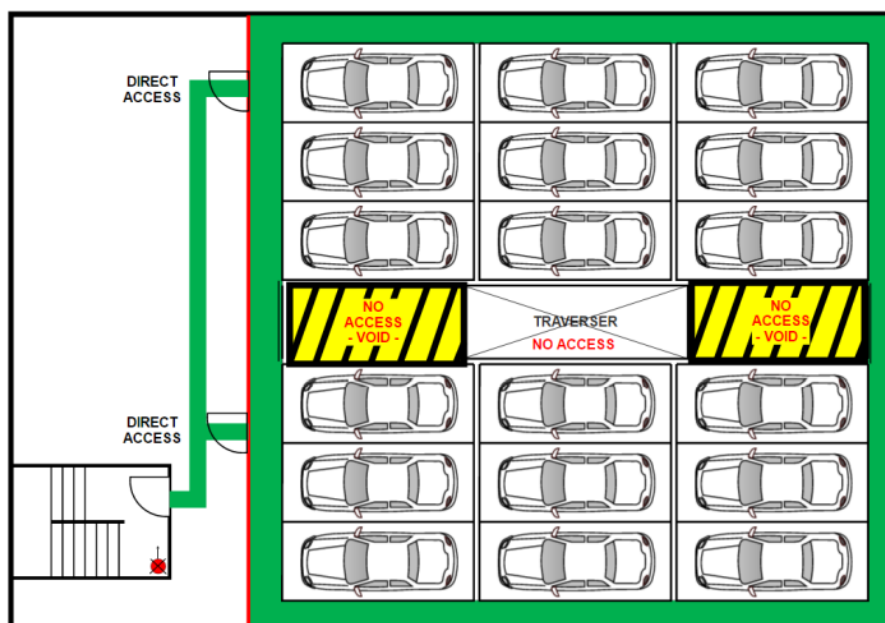 DIRECT
ACCESS
NO
ACCESS
- VOID -
TRAVERSER
NO ACCESS
NO
ACCESS
- VOID -
DIRECT
ACCESS